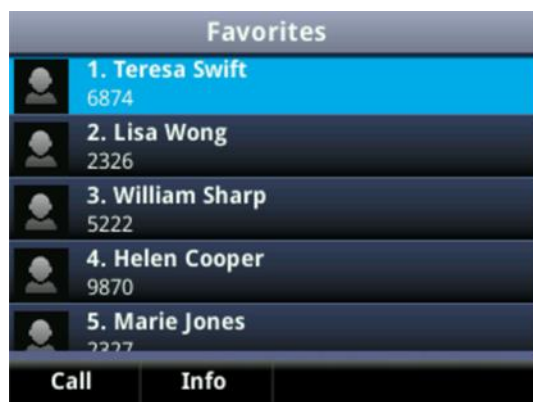 Favorites
1. Teresa Swift
6874
2. Lisa Wong
2326
3. William Sharp
5222
4. Helen Cooper
9870
5. Marie Jones
2327
Call Info